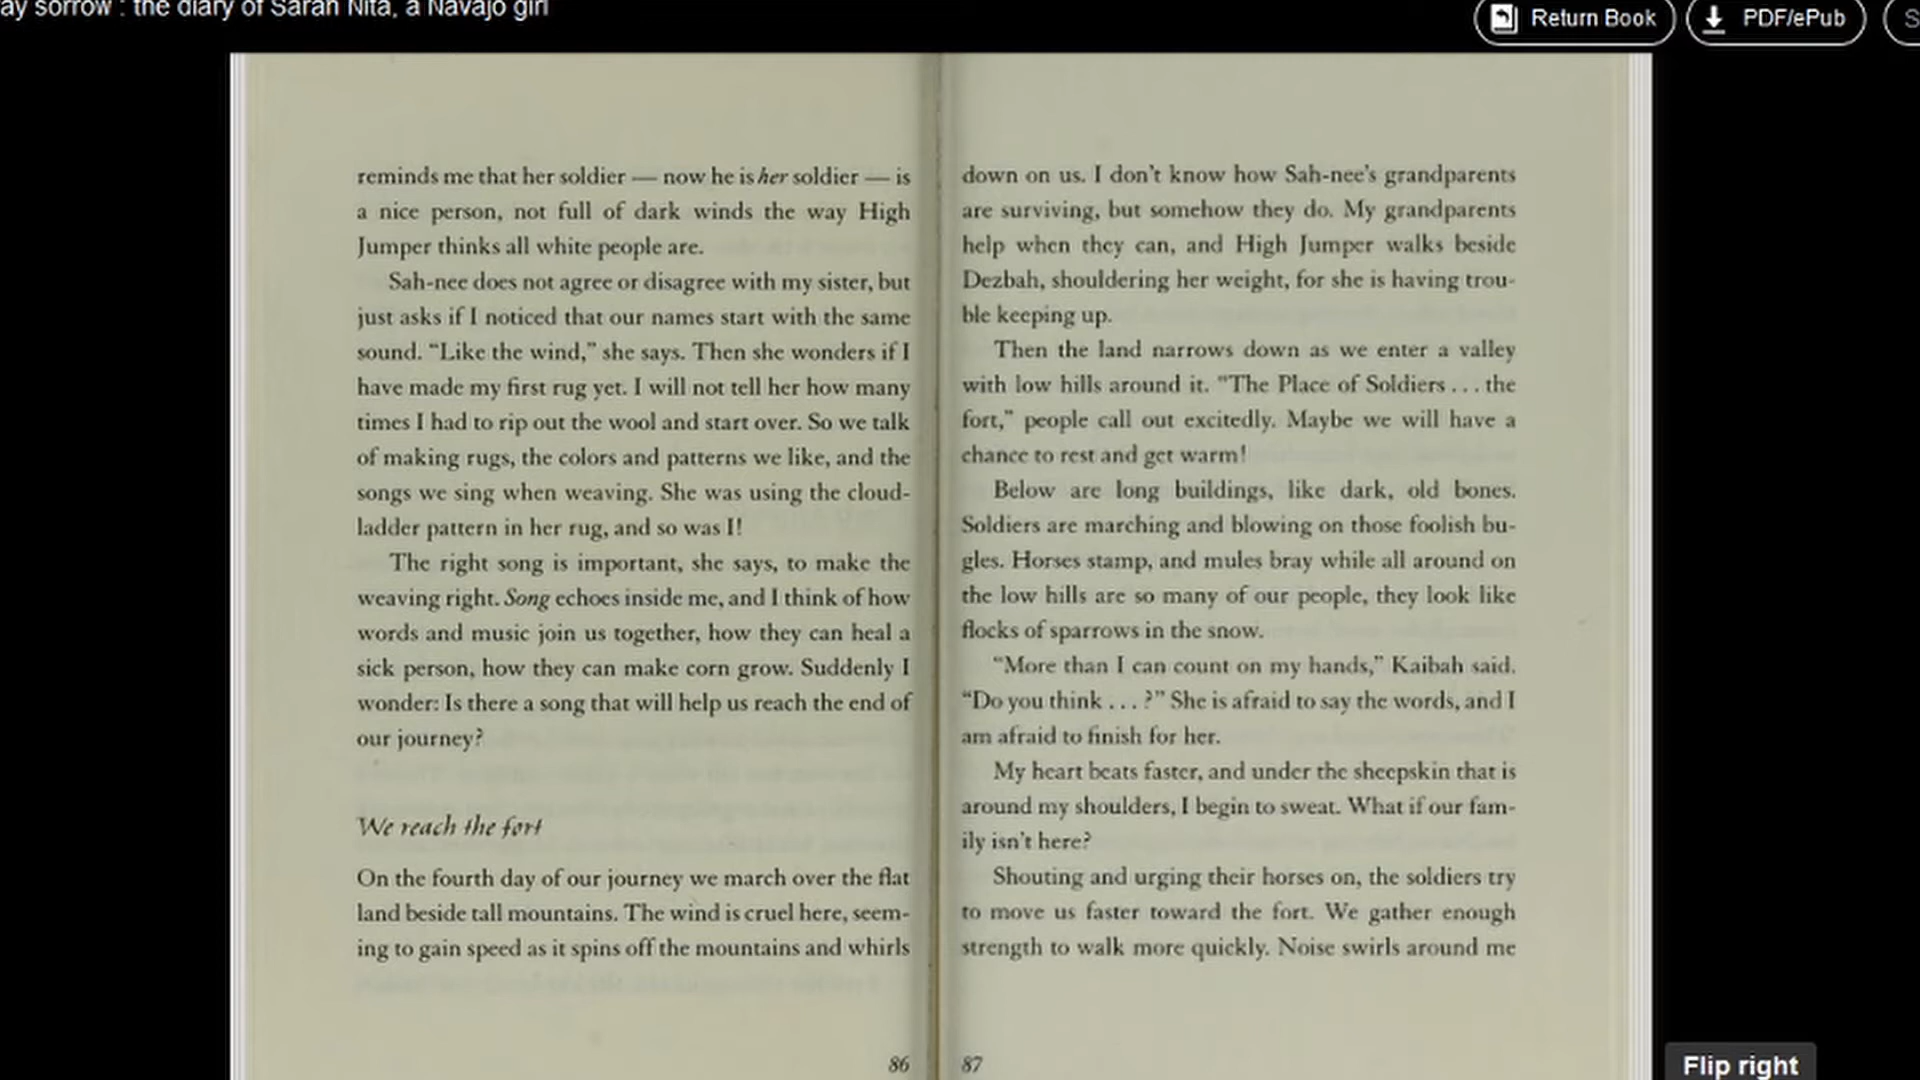 ay sorrow : the diary of Sarah Nita, a Navajo girl
Return Book
PDF/ePub
S
reminds me that her soldier — now he is her soldier — is
a nice person, not full of dark winds the way High
Jumper thinks all white people are.
Sah-nee does not agree or disagree with my sister, but
just asks if I noticed that our names start with the same
sound. “Like the wind,” she says. Then she wonders if I
have made my first rug yet. I will not tell her how many
times I had to rip out the wool and start over. So we talk
of making rugs, the colors and patterns we like, and the
songs we sing when weaving. She was using the cloud-
ladder pattern in her rug, and so was I!
The right song is important, she says, to make the
weaving right. Song echoes inside me, and I think of how
words and music join us together, how they can heal a
sick person, how they can make corn grow. Suddenly I
wonder: Is there a song that will help us reach the end of
our journey?
We reach the fort
On the fourth day of our journey we march over the flat
land beside tall mountains. The wind is cruel here, seem-
ing to gain speed as it spins off the mountains and whirls
86
down on us. I don’t know how Sah-nee’s grandparents
are surviving, but somehow they do. My grandparents
help when they can, and High Jumper walks beside
Dezbah, shouldering her weight, for she is having trou-
ble keeping up.
Then the land narrows down as we enter a valley
with low hills around it. “The Place of Soldiers . . . the
fort,” people call out excitedly. Maybe we will have a
chance to rest and get warm!
Below are long buildings, like dark, old bones.
Soldiers are marching and blowing on those foolish bu-
gles. Horses stamp, and mules bray while all around on
the low hills are so many of our people, they look like
flocks of sparrows in the snow.
“More than I can count on my hands,” Kaibah said.
“Do you think . . . ?” She is afraid to say the words, and I
am afraid to finish for her.
My heart beats faster, and under the sheepskin that is
around my shoulders, I begin to sweat. What if our fam-
ily isn’t here?
Shouting and urging their horses on, the soldiers try
to move us faster toward the fort. We gather enough
strength to walk more quickly. Noise swirls around me
87
Flip right